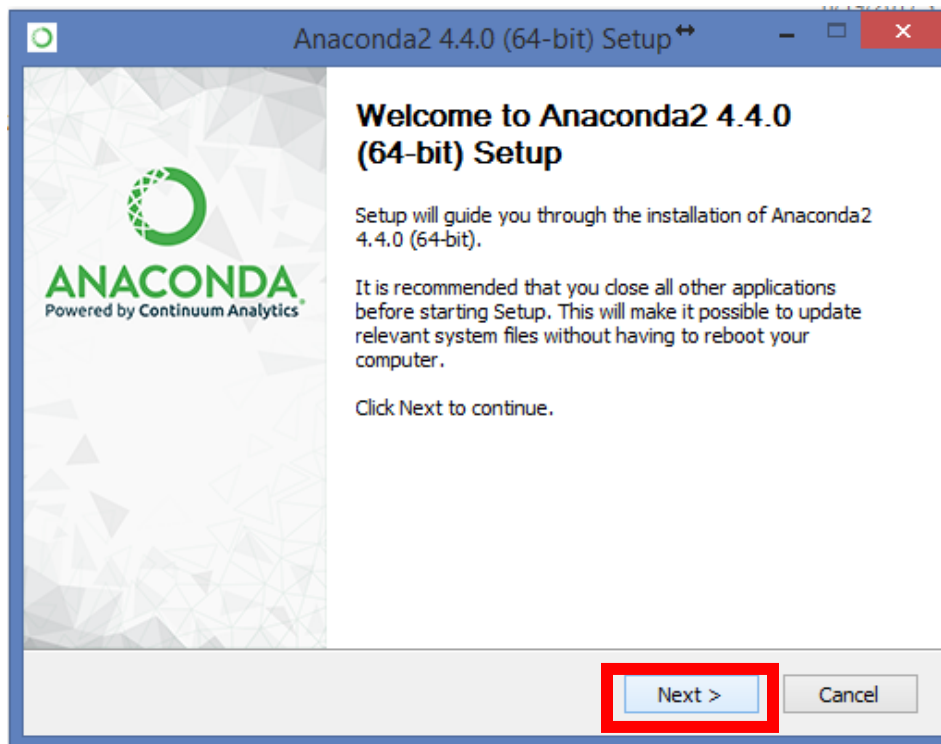 Anaconda2 4.4.0 (64-bit) Setup
Welcome to Anaconda2 4.4.0
(64-bit) Setup
Setup will guide you through the installation of Anaconda2
4.4.0 (64-bit).
It is recommended that you close all other applications
before starting Setup. This will make it possible to update
relevant system files without having to reboot your
computer.
Click Next to continue.
ANACONDA
Powered by Continuum Analytics
Next >
Cancel